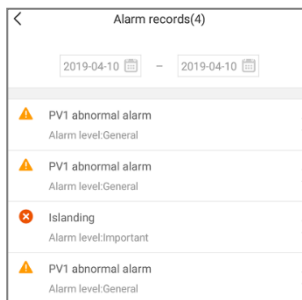 Alarm records(4)
2019-04-10 – 2019-04-10
PV1 abnormal alarm
Alarm level:General
PV1 abnormal alarm
Alarm level:General
Islanding
Alarm level:Important
PV1 abnormal alarm
Alarm level:General